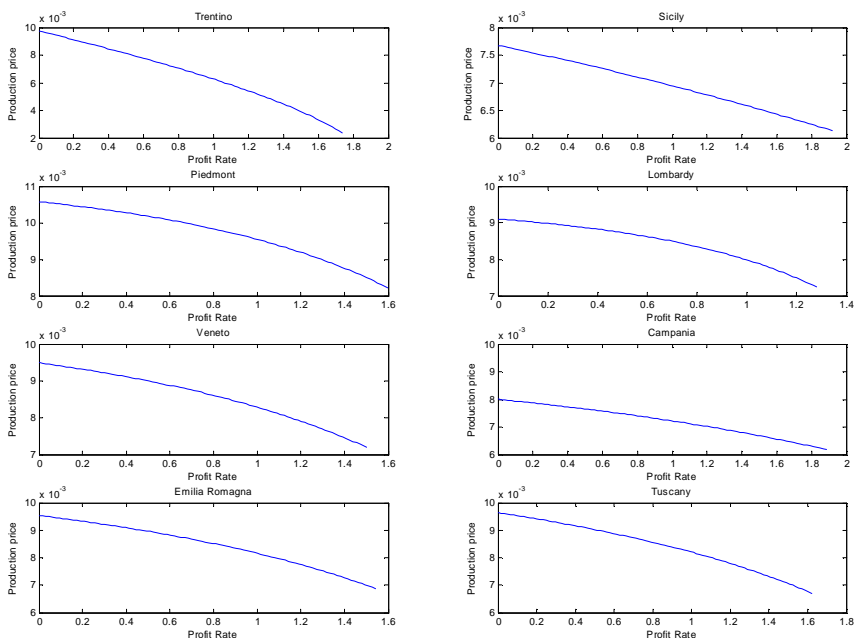 Trentino
x 10⁻³
10
8
6
4
2
0 0.2 0.4 0.6 0.8 1 1.2 1.4 1.6 1.8 2
Production price
Profit Rate
Sicily
x 10⁻³
8
7.5
7
6.5
6
0 0.2 0.4 0.6 0.8 1 1.2 1.4 1.6 1.8 2
Production price
Profit Rate
Piedmont
x 10⁻³
11
10
9
8
0 0.2 0.4 0.6 0.8 1 1.2 1.4 1.6
Production price
Profit Rate
Lombardy
x 10⁻³
10
9
8
7
0 0.2 0.4 0.6 0.8 1 1.2 1.4
Production price
Profit Rate
Veneto
x 10⁻³
10
9
8
7
0 0.2 0.4 0.6 0.8 1 1.2 1.4 1.6
Production price
Profit Rate
Campania
x 10⁻³
10
9
8
7
6
0 0.2 0.4 0.6 0.8 1 1.2 1.4 1.6 1.8 2
Production price
Profit Rate
Emilia Romagna
x 10⁻³
10
9
8
7
6
0 0.2 0.4 0.6 0.8 1 1.2 1.4 1.6
Production price
Profit Rate
Tuscany
x 10⁻³
10
9
8
7
6
0 0.2 0.4 0.6 0.8 1 1.2 1.4 1.6 1.8
Production price
Profit Rate